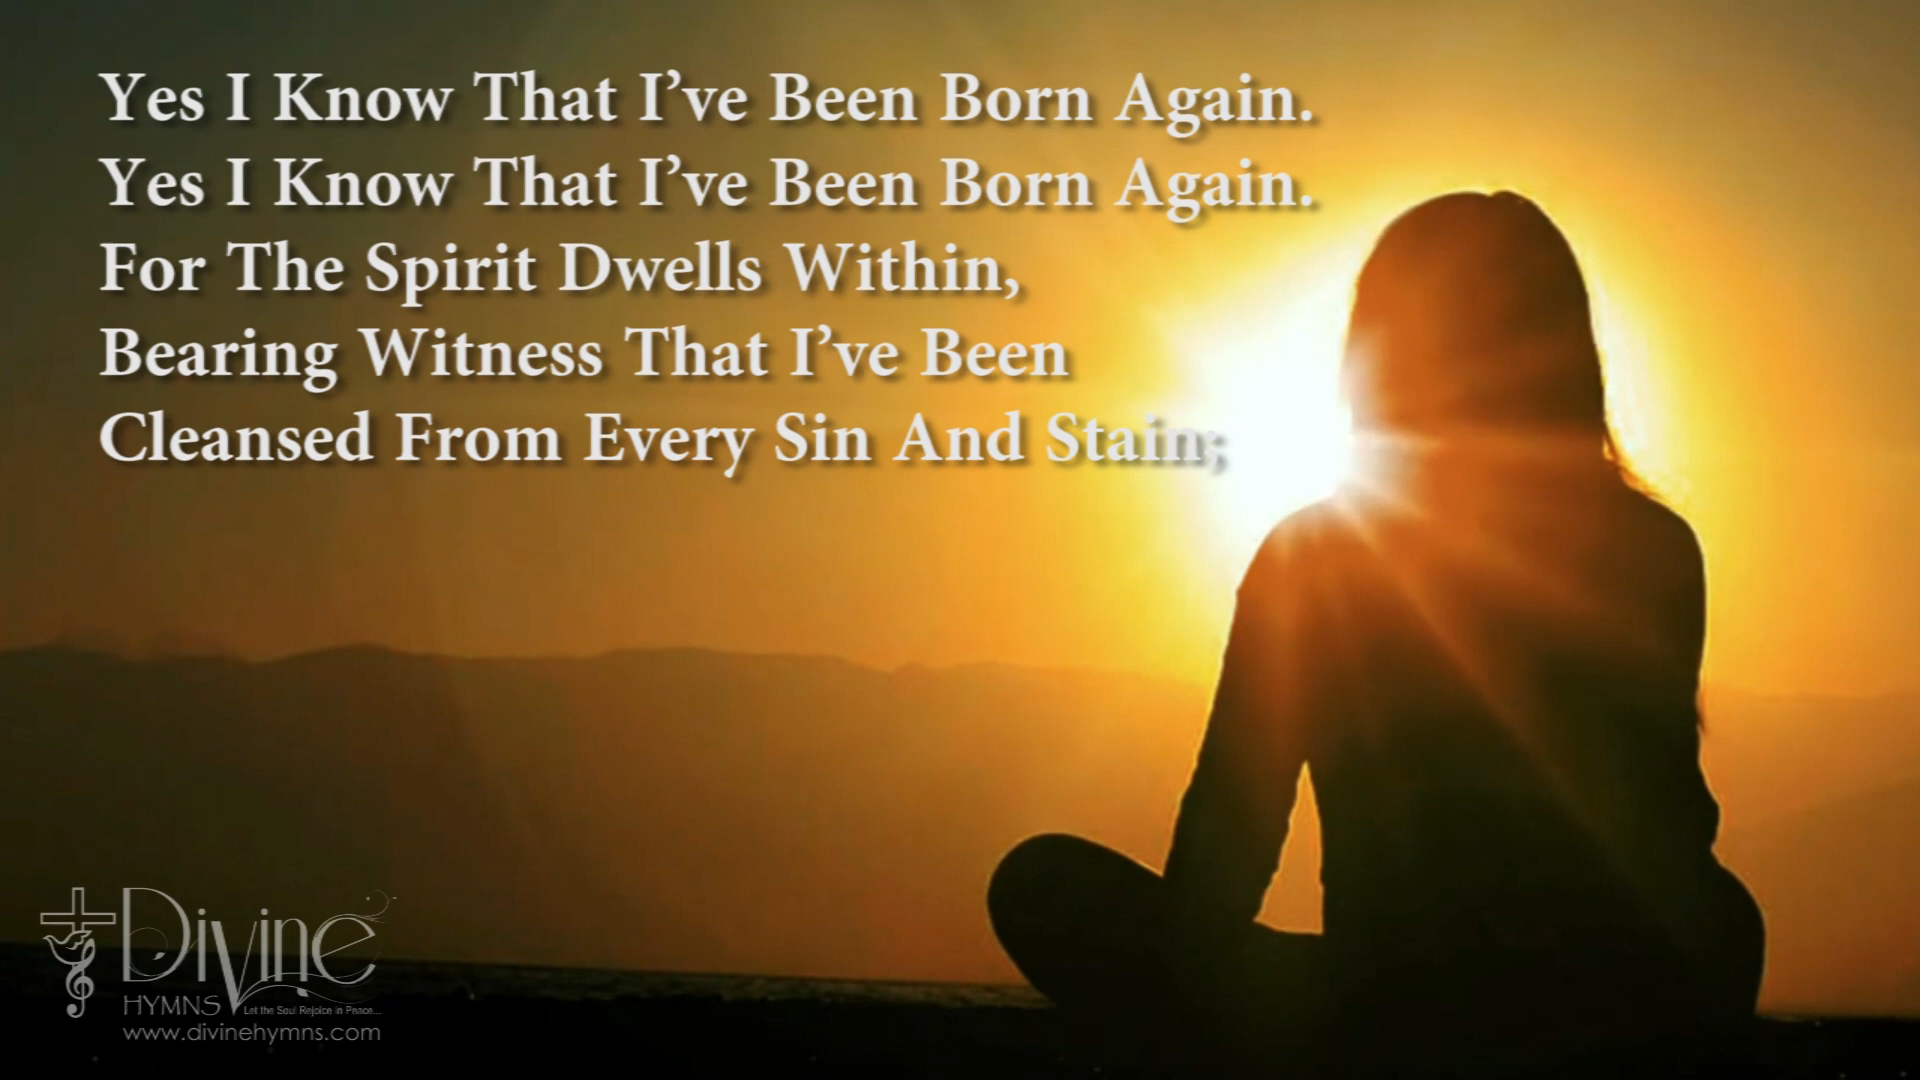 Yes I Know That I've Been Born Again.
Yes I Know That I've Been Born Again.
For The Spirit Dwells Within,
Bearing Witness That I've Been
Cleansed From Every Sin And Stain;
Divine
HYMNS
Let the Soul Rejoice in Peace...
www.divinehymns.com